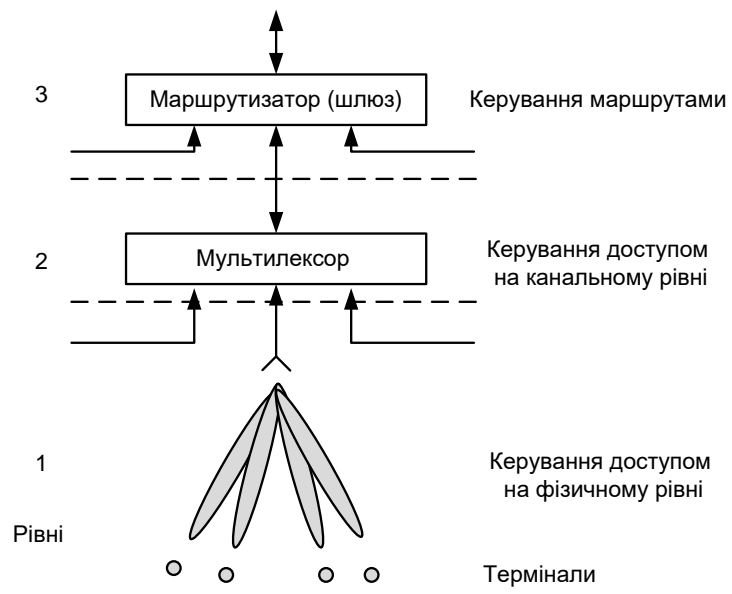 3
Маршрутизатор (шлюз)
Керування маршрутами
2
Мультилексор
Керування доступом
на канальному рівні
1
Керування доступом
на фізичному рівні
Рівні
Термінали